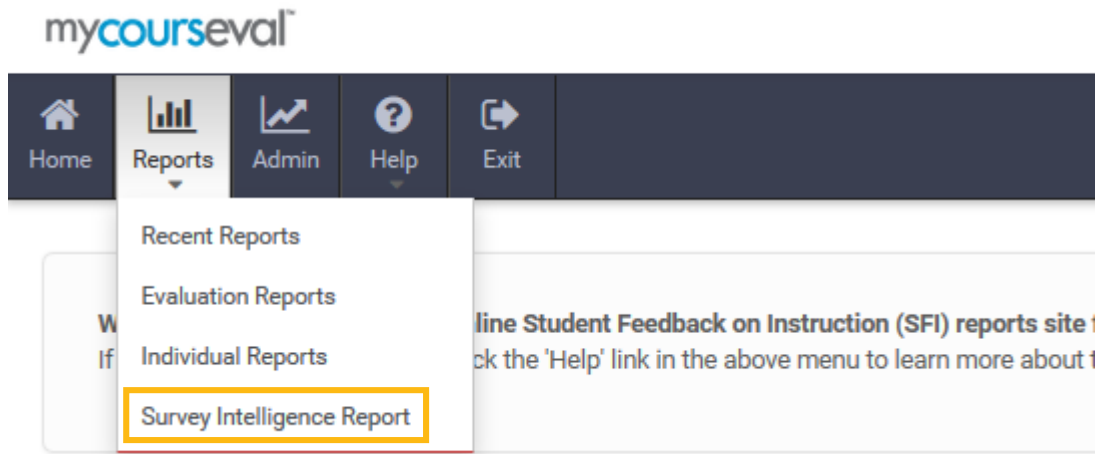 mycourseval™
Home Reports Admin Help Exit
Recent Reports
Evaluation Reports
Individual Reports
Survey Intelligence Report
W line Student Feedback on Instruction (SFI) reports site
If ck the 'Help' link in the above menu to learn more about